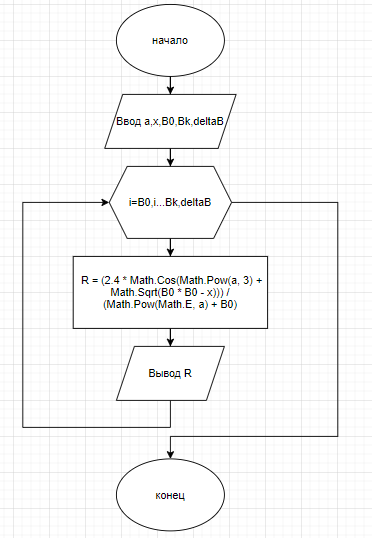 начало
Ввод a,x,B0,Bk,deltaB
i=B0,i...Bk,deltaB
R = (2.4 * Math.Cos(Math.Pow(a, 3) +
Math.Sqrt(B0 * B0 - x))) /
(Math.Pow(Math.E, a) + B0)
Вывод R
конец